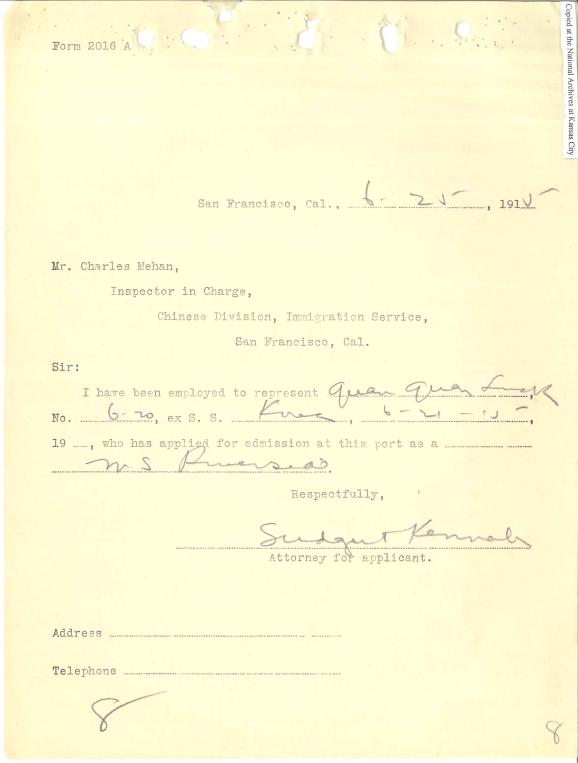 Form 2016 A
Copied at the National Archives at Kansas City
San Francisco, Cal., 6-25, 1915
Mr. Charles Mehan,
Inspector in Charge,
Chinese Division, Immigration Service,
San Francisco, Cal.
Sir:
I have been employed to represent Quan Quan Luck,
No. 6-20, ex S. S. Korea, 6-21-15,
19 , who has applied for admission at this port as a
Respectfully,
Attorney for applicant.
Address
Telephone
8
8